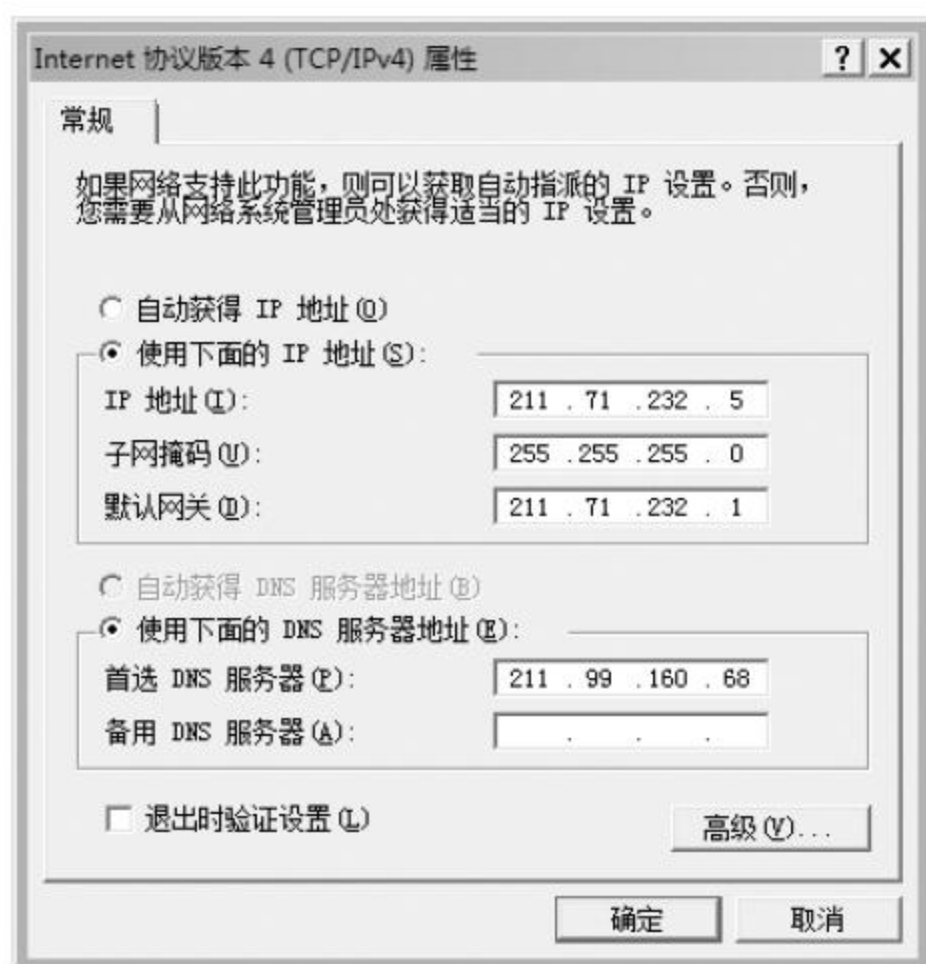 Internet 协议版本 4 (TCP/IPv4) 属性
? ×
常规
如果网络支持此功能，则可以获取自动指派的 IP 设置。否则，
您需要从网络系统管理员处获得适当的 IP 设置。
自动获得 IP 地址(O)
使用下面的 IP 地址(S):
IP 地址(I): 211 . 71 .232 . 5
子网掩码(U): 255 .255 .255 . 0
默认网关(D): 211 . 71 .232 . 1
自动获得 DNS 服务器地址(B)
使用下面的 DNS 服务器地址(E):
首选 DNS 服务器(P): 211 . 99 .160 . 68
备用 DNS 服务器(A): . . .
退出时验证设置(L)
高级(V)...
确定 取消